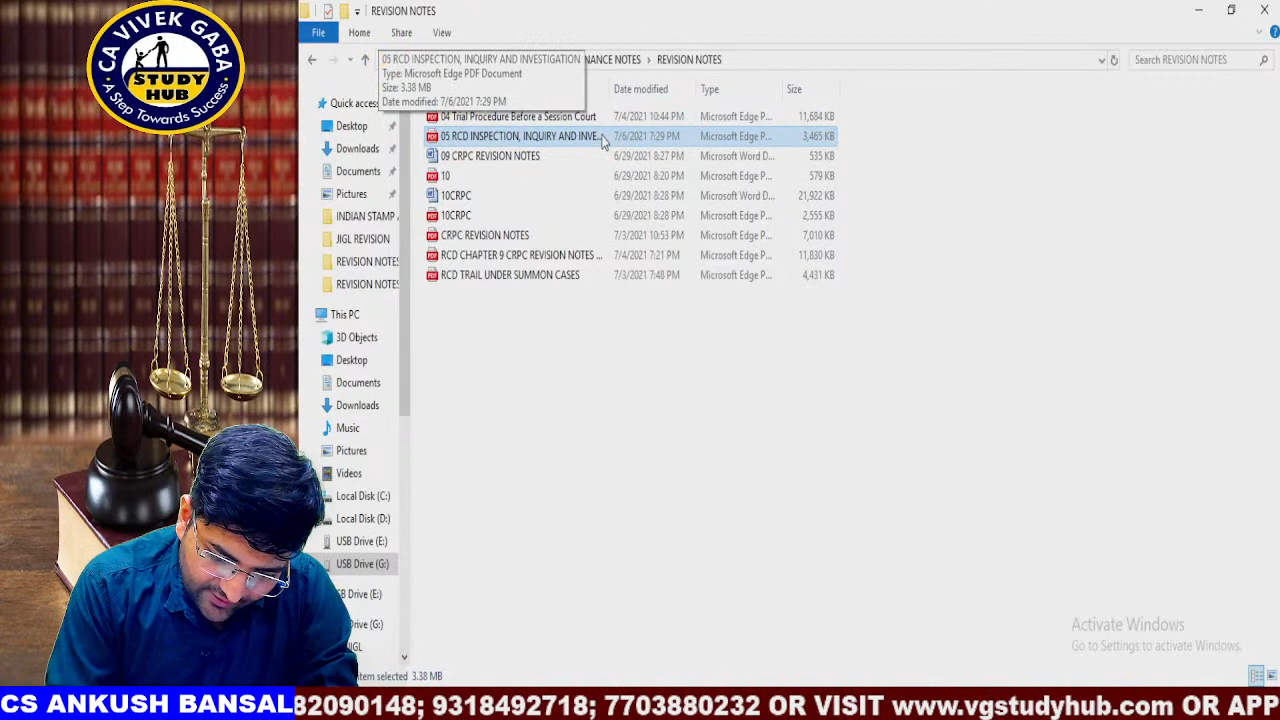 CA VIVEK GABA
STUDY
HUB
A Step Towards Success
REVISION NOTES
File Home Share View
05 RCD INSPECTION, INQUIRY AND INVESTIGATION
Type: Microsoft Edge PDF Document
Size: 3.38 MB
Date modified: 7/6/2021 7:29 PM
NANCE NOTES > REVISION NOTES
Search REVISION NOTES
Date modified Type Size
04 Trial Procedure Before a Session Court 7/4/2021 10:44 PM Microsoft Edge P... 11,684 KB
05 RCD INSPECTION, INQUIRY AND INVE... 7/6/2021 7:29 PM Microsoft Edge P... 3,465 KB
09 CRPC REVISION NOTES 6/29/2021 8:27 PM Microsoft Word D... 535 KB
10 6/29/2021 8:20 PM Microsoft Edge P... 579 KB
10CRPC 6/29/2021 8:28 PM Microsoft Word D... 21,922 KB
10CRPC 6/29/2021 8:28 PM Microsoft Edge P... 2,555 KB
CRPC REVISION NOTES 7/3/2021 10:53 PM Microsoft Edge P... 7,010 KB
RCD CHAPTER 9 CRPC REVISION NOTES ... 7/4/2021 7:21 PM Microsoft Edge P... 11,830 KB
RCD TRAIL UNDER SUMMON CASES 7/3/2021 7:48 PM Microsoft Edge P... 4,431 KB
Quick access
Desktop
Downloads
Documents
Pictures
INDIAN STAMP A
JIGL REVISION
REVISION NOTES
REVISION NOTES
This PC
3D Objects
Desktop
Documents
Downloads
Music
Pictures
Videos
Local Disk (C:)
Local Disk (D:)
USB Drive (E:)
USB Drive (G:)
SB Drive (E:)
Drive (G:)
IGL
Activate Windows
Go to Settings to activate Windows.
item selected 3.38 MB
CS ANKUSH BANSAL
82090148; 9318492718; 7703880232 OR VISIT www.vgstudyhub.com OR APP